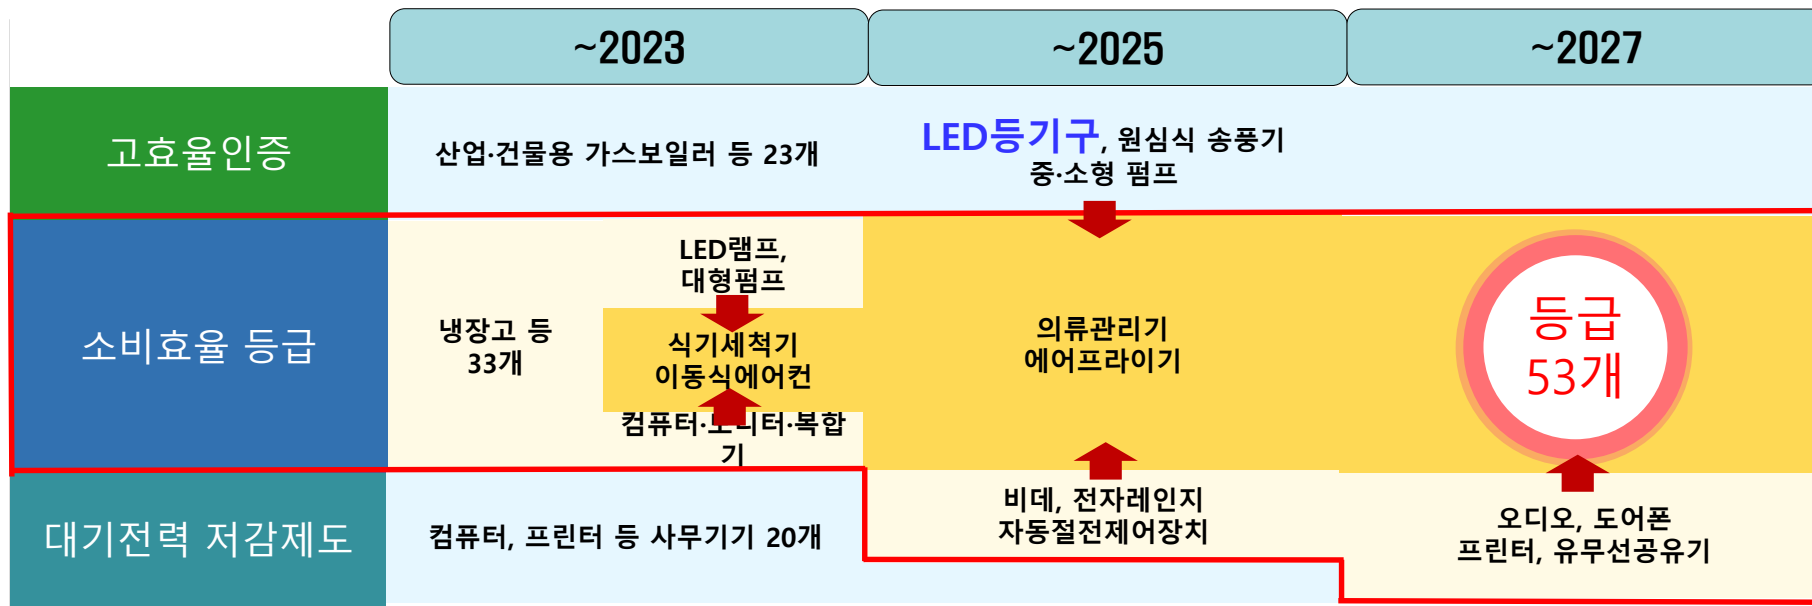 ~2023
~2025
~2027
고효율인증
산업·건물용 가스보일러 등 23개
LED등기구, 원심식 송풍기
중·소형 펌프
소비효율 등급
냉장고 등
33개
LED램프,
대형펌프
식기세척기
이동식에어컨
컴퓨터·모니터·복합
기
의류관리기
에어프라이기
등급
53개
대기전력 저감제도
컴퓨터, 프린터 등 사무기기 20개
비데, 전자레인지
자동절전제어장치
오디오, 도어폰
프린터, 유무선공유기